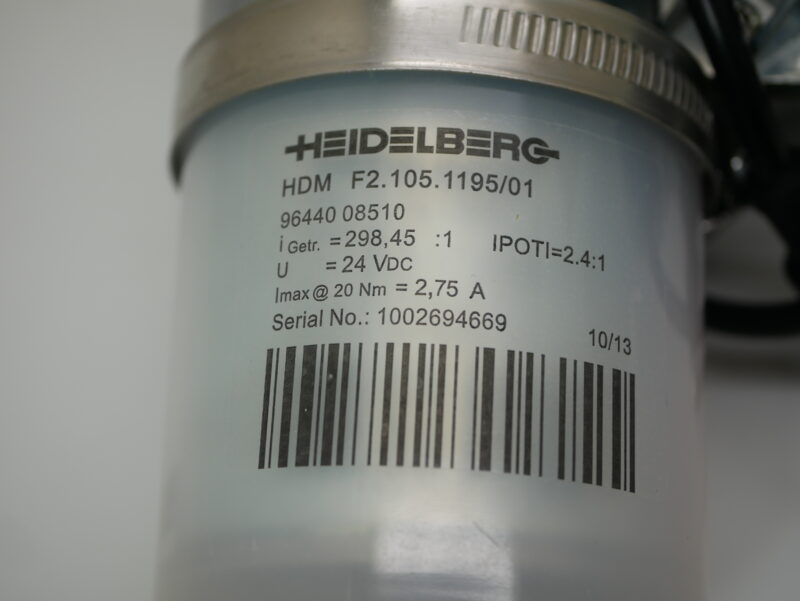 HEIDELBERG
HDM F2.105.1195/01
96440 08510
i Getr. = 298,45 :1 IPOTI=2.4:1
U = 24 VDC
Imax @ 20 Nm = 2,75 A
Serial No.: 1002694669 10/13